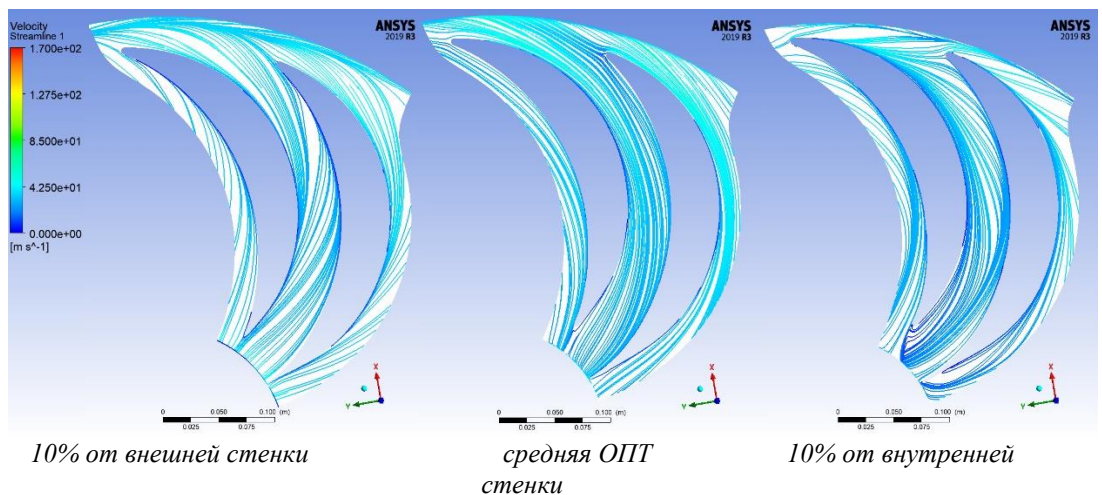 Velocity
Streamline 1
1.700e+02
1.275e+02
8.500e+01
4.250e+01
0.000e+00
[m s^-1]
ANSYS
2019 R3
X
Y
0 0.050 0.100 (m)
0.025 0.075
ANSYS
2019 R3
X
Y
0 0.050 0.100 (m)
0.025 0.075
ANSYS
2019 R3
X
Y
0 0.050 0.100 (m)
0.025 0.075
10% от внешней стенки средняя ОПТ 10% от внутренней
стенки